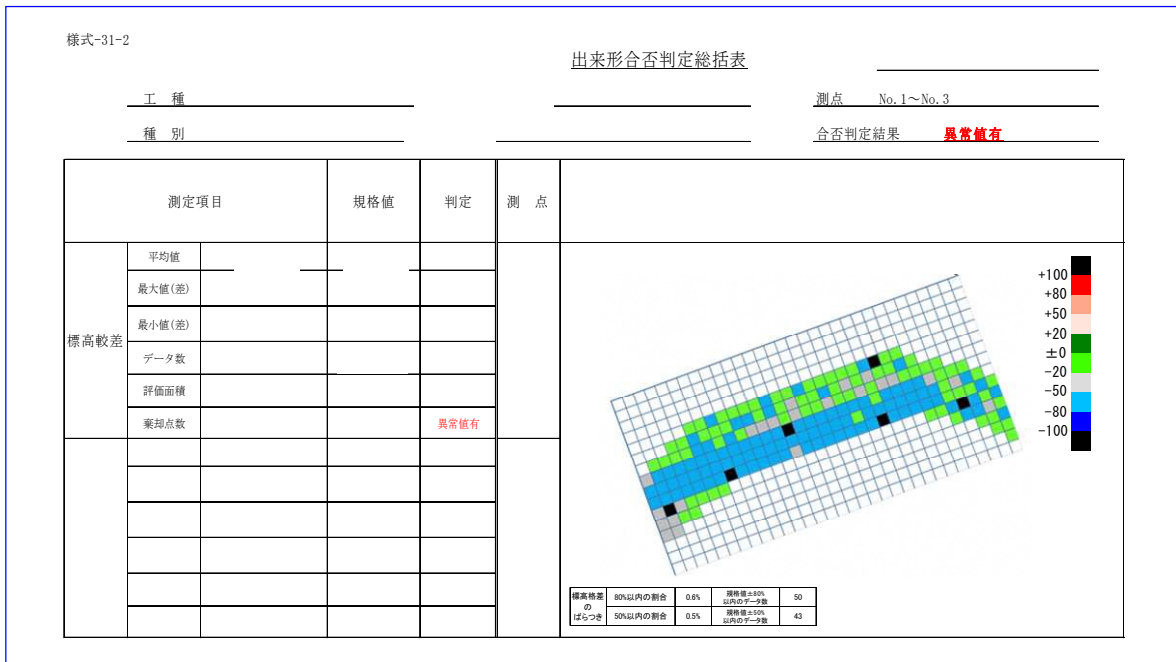 様式-31-2
出来形合否判定総括表
工 種
測点 No.1～No.3
種 別
合否判定結果 異常値有
測定項目 規格値 判定 測 点
標高較差
平均値
最大値(差)
最小値(差)
データ数
評価面積
棄却点数 異常値有
+100
+80
+50
+20
±0
-20
-50
-80
-100
標高格差のばらつき
80%以内の割合 0.6% 規格値±80%以内のデータ数 50
50%以内の割合 0.5% 規格値±50%以内のデータ数 43